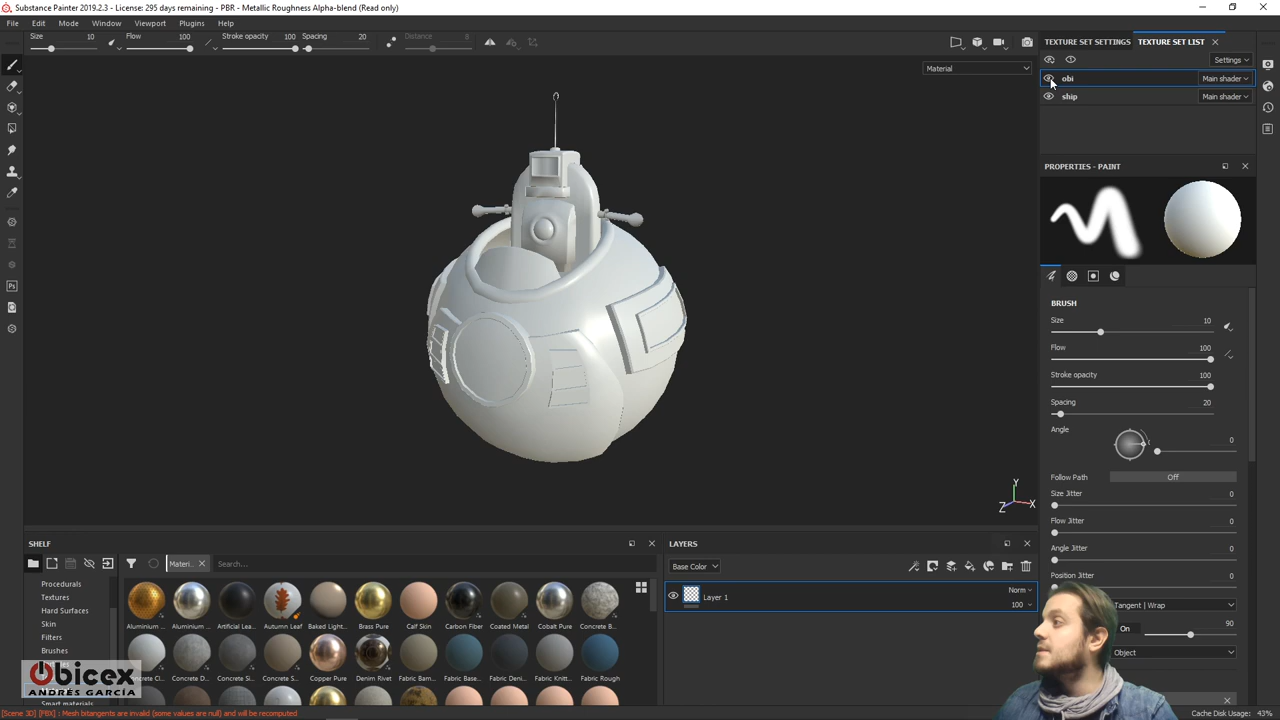 Substance Painter 2019.2.3 - License: 295 days remaining - PBR - Metallic Roughness Alpha-blend (Read only)
File Edit Mode Window Viewport Plugins Help
Size 10 Flow 100 Stroke opacity 100 Spacing 20 Distance 8
Material
TEXTURE SET SETTINGS TEXTURE SET LIST
Settings
obi Main shader
ship Main shader
PROPERTIES - PAINT
BRUSH
Size 10
Flow 100
Stroke opacity 100
Spacing 20
Angle 0
Follow Path Off
Size Jitter 0
Flow Jitter 0
Angle Jitter 0
Position Jitter
Tangent | Wrap
On 90
Object
Y
Z X
SHELF
Materi...
Search...
Procedurals
Textures
Hard Surfaces
Skin
Filters
Brushes
Smart materials
Aluminium ... Aluminium ... Artificial Lea... Autumn Leaf Baked Light... Brass Pure Calf Skin Carbon Fiber Coated Metal Cobalt Pure Concrete B...
Concrete Cl... Concrete D... Concrete Si... Concrete S... Copper Pure Denim Rivet Fabric Bam... Fabric Base... Fabric Deni... Fabric Knitt... Fabric Rough
LAYERS
Base Color
Layer 1 Norm
100
Obicex
ANDRÉS GARCÍA
[Scene 3D] [FBX] : Mesh bitangents are invalid (some values are null) and will be recomputed
Cache Disk Usage: 43%